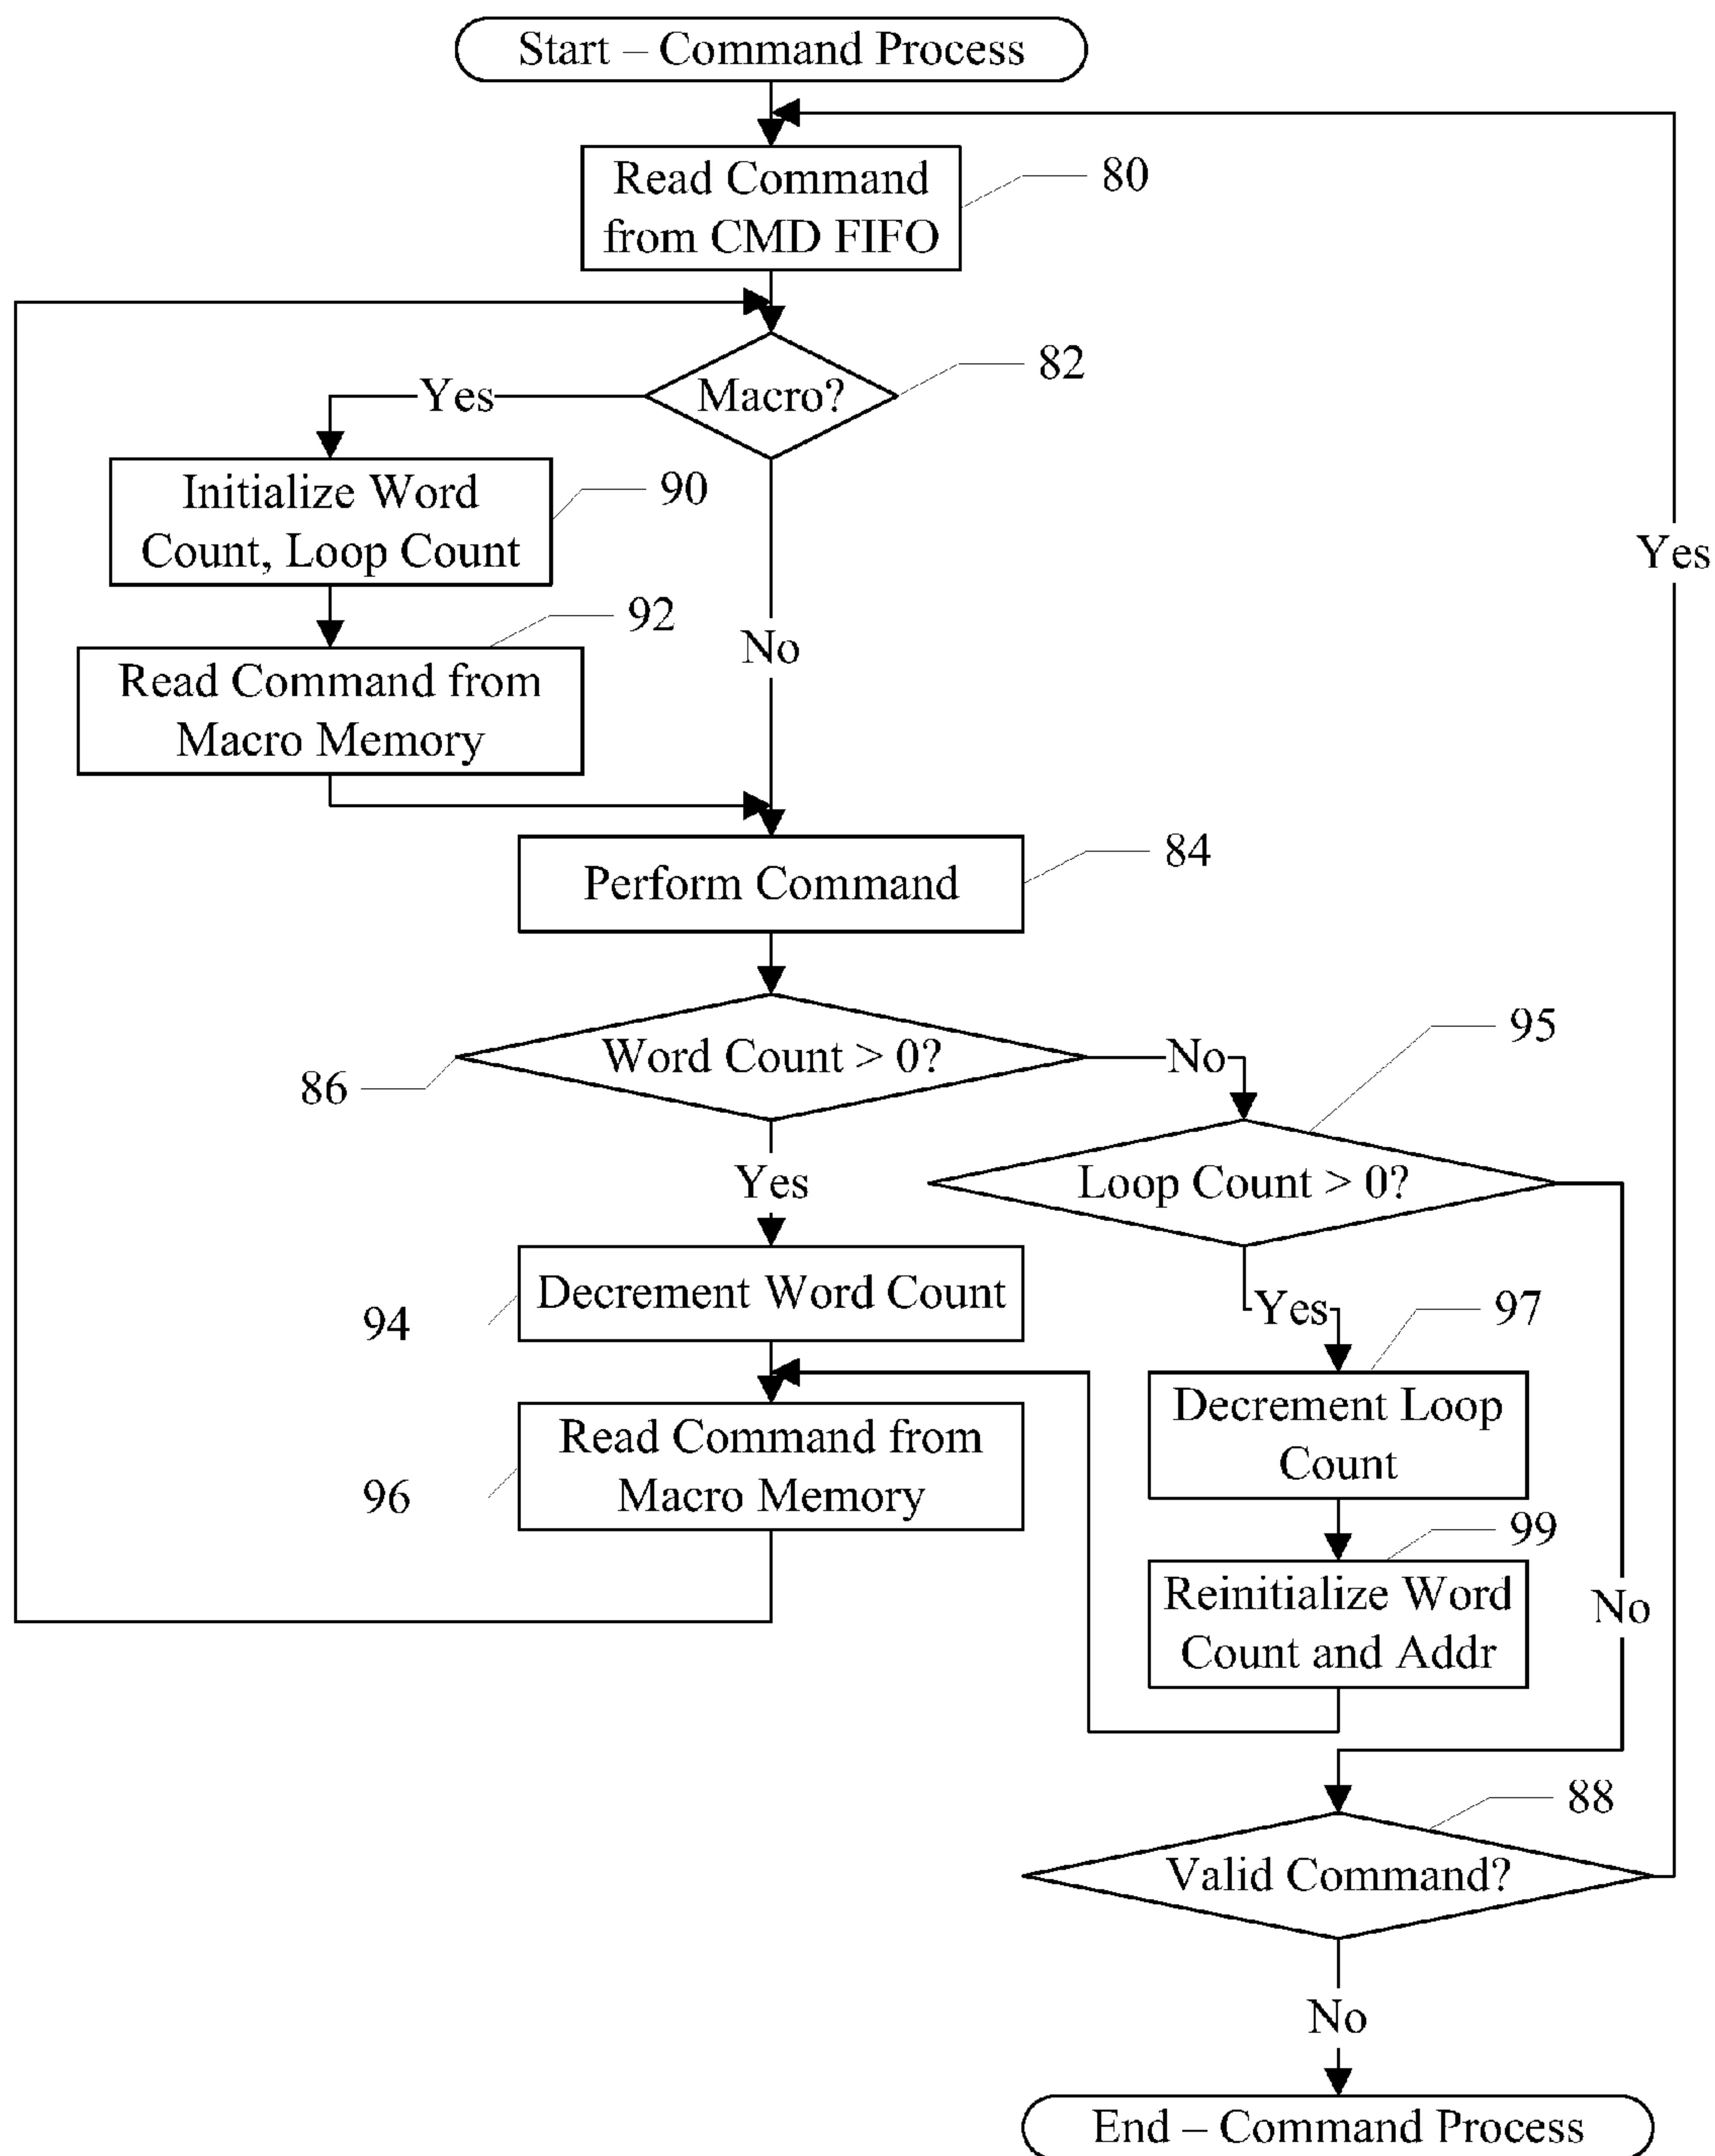 Start – Command Process
Read Command
from CMD FIFO
80
Macro?
82
Yes
Initialize Word
Count, Loop Count
90
Yes
92
No
Read Command from
Macro Memory
Perform Command
84
Word Count > 0?
86
No
95
Yes
Loop Count > 0?
Decrement Word Count
94
Yes
97
Read Command from
Macro Memory
96
Decrement Loop
Count
99
Reinitialize Word
Count and Addr
No
88
Valid Command?
No
End – Command Process